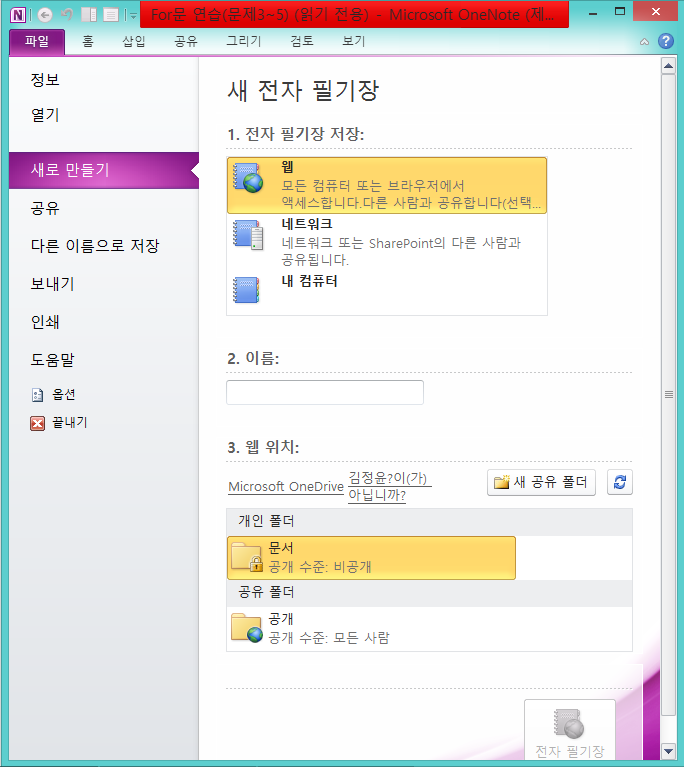 For문 연습(문제3~5) (읽기 전용) - Microsoft OneNote (제...
파일 홈 삽입 공유 그리기 검토 보기
정보
열기
새로 만들기
공유
다른 이름으로 저장
보내기
인쇄
도움말
옵션
끝내기
새 전자 필기장
1. 전자 필기장 저장:
웹
모든 컴퓨터 또는 브라우저에서
액세스합니다.다른 사람과 공유합니다(선택...
네트워크
네트워크 또는 SharePoint의 다른 사람과
공유됩니다.
내 컴퓨터
2. 이름:
3. 웹 위치:
Microsoft OneDrive 김정윤?이(가)
아닙니까?
새 공유 폴더
개인 폴더
문서
공개 수준: 비공개
공유 폴더
공개
공개 수준: 모든 사람
전자 필기장